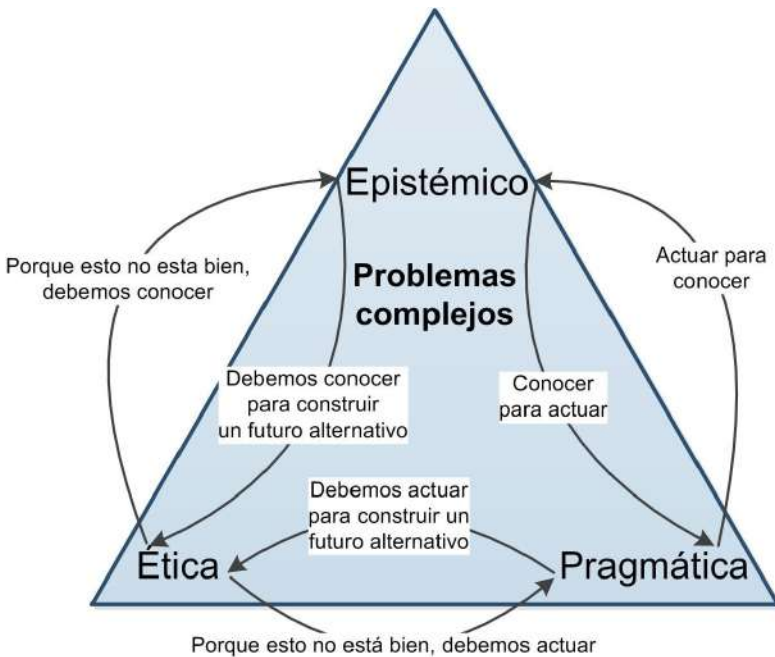 Epistémico
Problemas
complejos
Porque esto no esta bien,
debemos conocer
Actuar para
conocer
Debemos conocer
para construir
un futuro alternativo
Conocer
para actuar
Debemos actuar
para construir un
futuro alternativo
Ética
Pragmática
Porque esto no está bien, debemos actuar